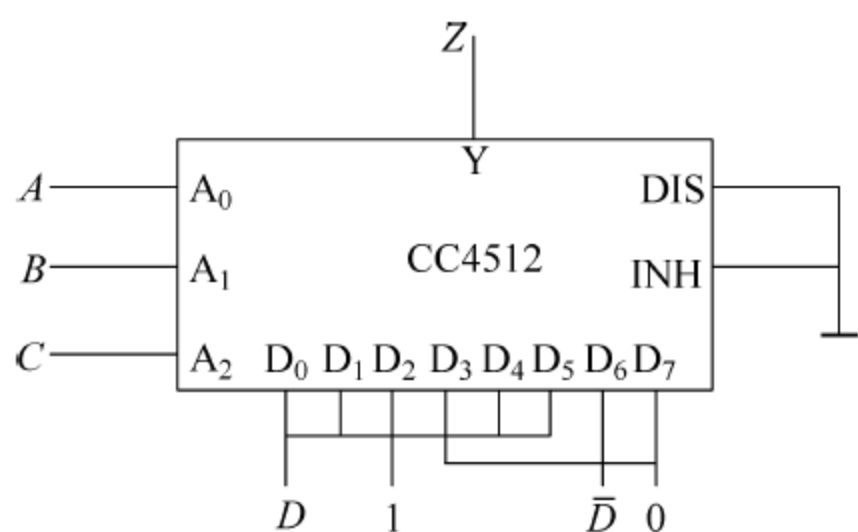 Z
Y
A A₀ DIS
B A₁ CC4512 INH
C A₂ D₀ D₁ D₂ D₃ D₄ D₅ D₆ D₇
D 1 D̅ 0